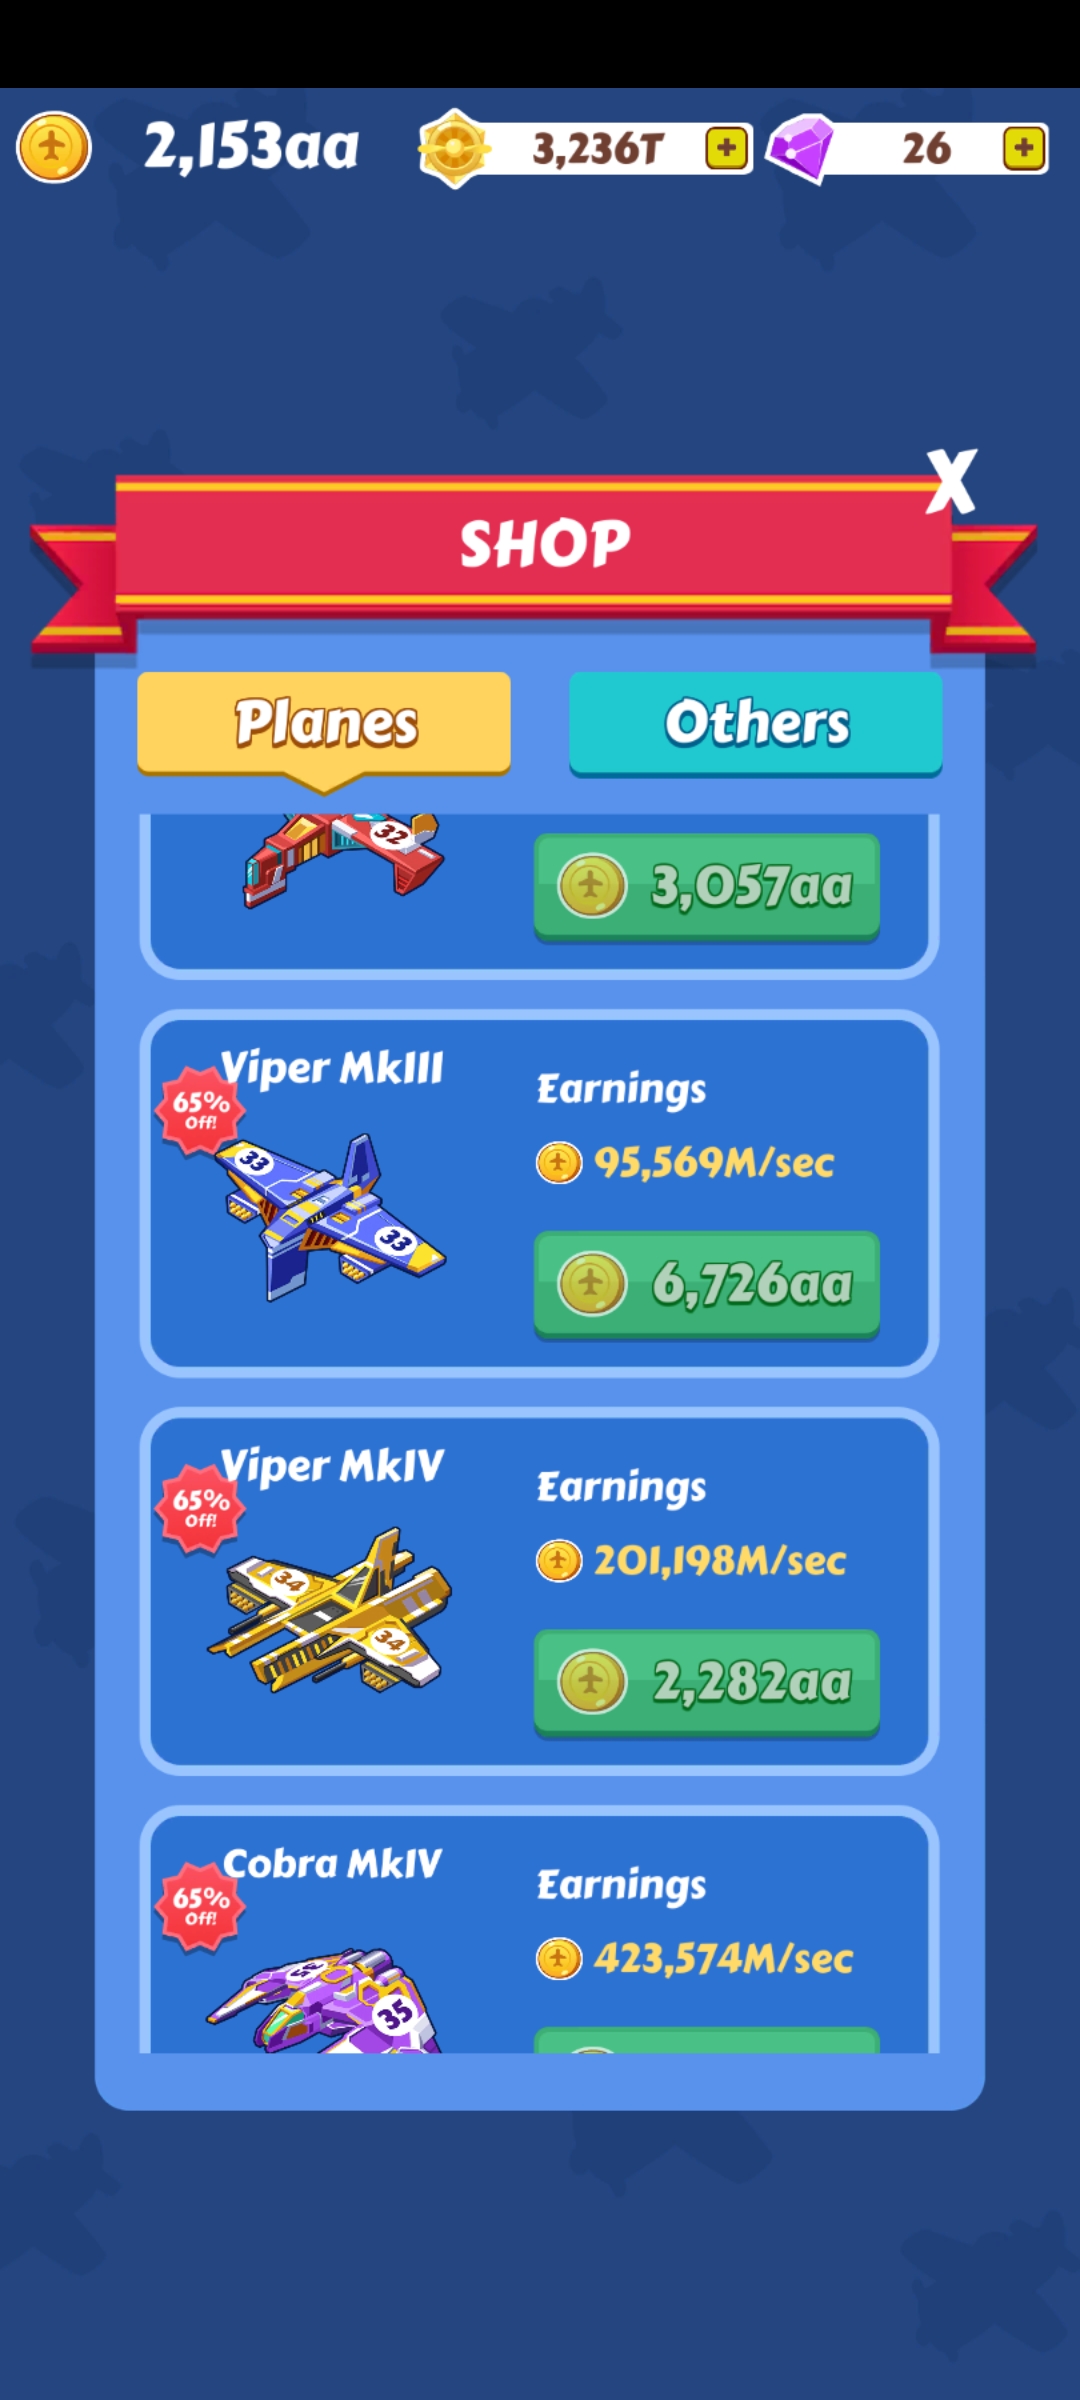 2,153aa
3,236T
26
X
SHOP
Planes
Others
32
3,057aa
Viper MkIII
65%
Off!
Earnings
95,569M/sec
33
33
6,726aa
Viper MkIV
65%
Off!
Earnings
201,198M/sec
34
34
2,282aa
Cobra MkIV
65%
Off!
Earnings
423,574M/sec
35
35